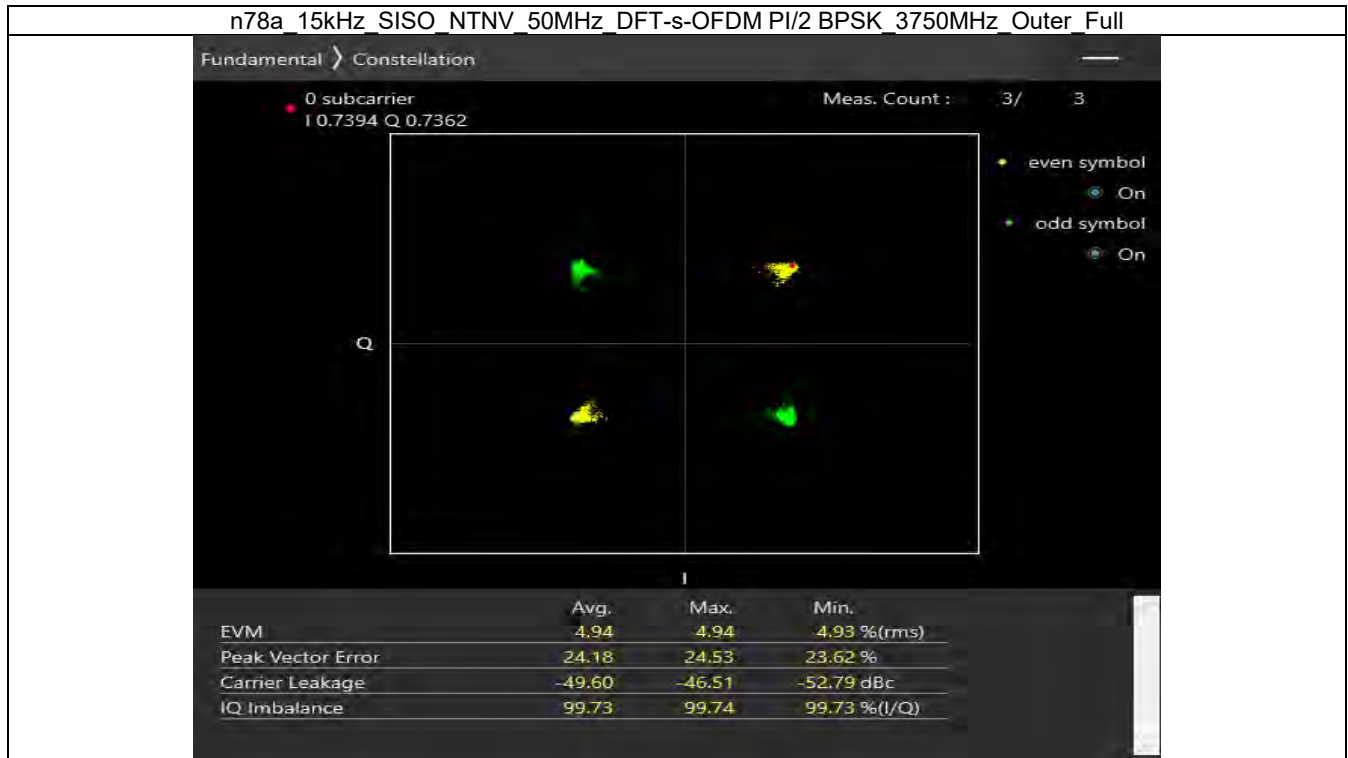 n78a_15kHz_SISO_NTNV_50MHz_DFT-s-OFDM PI/2 BPSK_3750MHz_Outer_Full
Fundamental 〉 Constellation
0 subcarrier Meas. Count : 3/ 3
I 0.7394 Q 0.7362
even symbol
On
odd symbol
On
Q
I
Avg. Max. Min.
EVM 4.94 4.94 4.93 %(rms)
Peak Vector Error 24.18 24.53 23.62 %
Carrier Leakage -49.60 -46.51 -52.79 dBc
IQ Imbalance 99.73 99.74 99.73 %(I/Q)